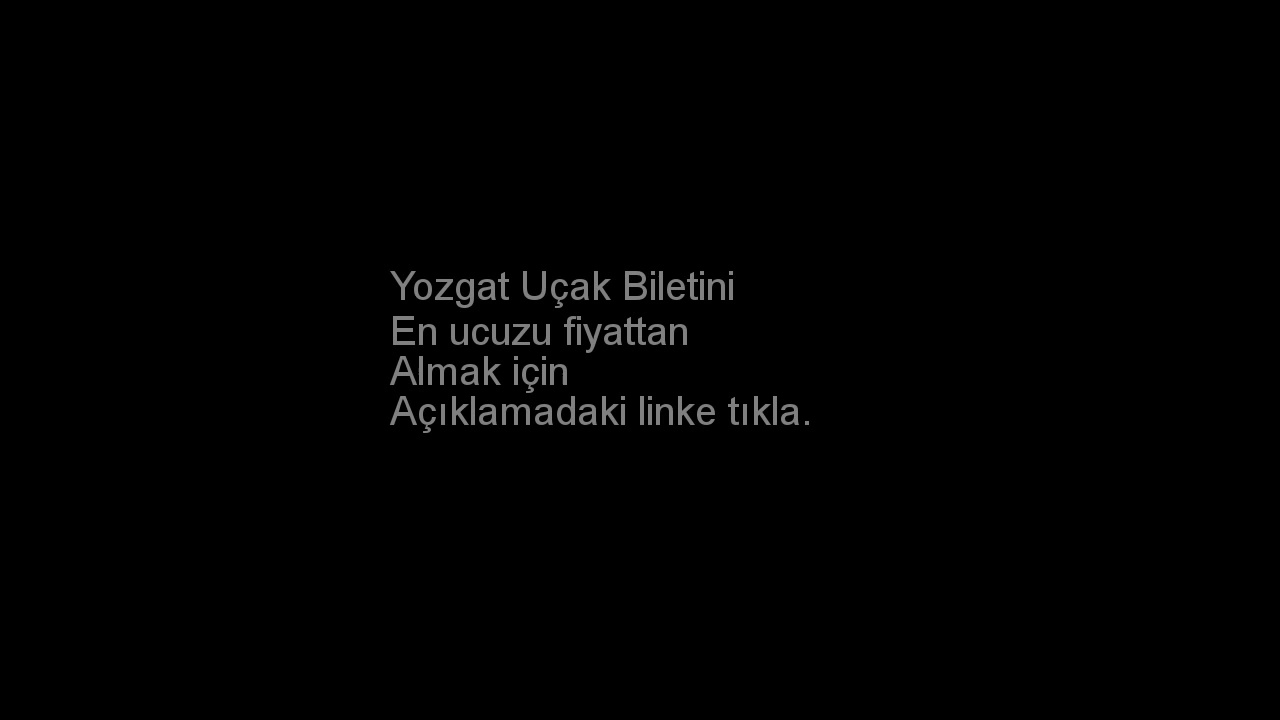 Yozgat Uçak Biletini
En ucuzu fiyattan
Almak için
Açıklamadaki linke tıkla.